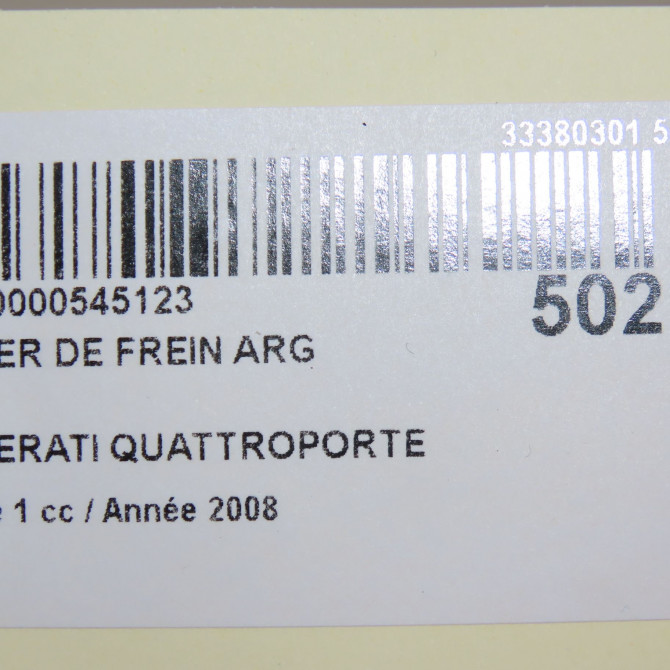 33380301 5
0000545123
502
ER DE FREIN ARG
ERATI QUATTROPORTE
e 1 cc / Année 2008